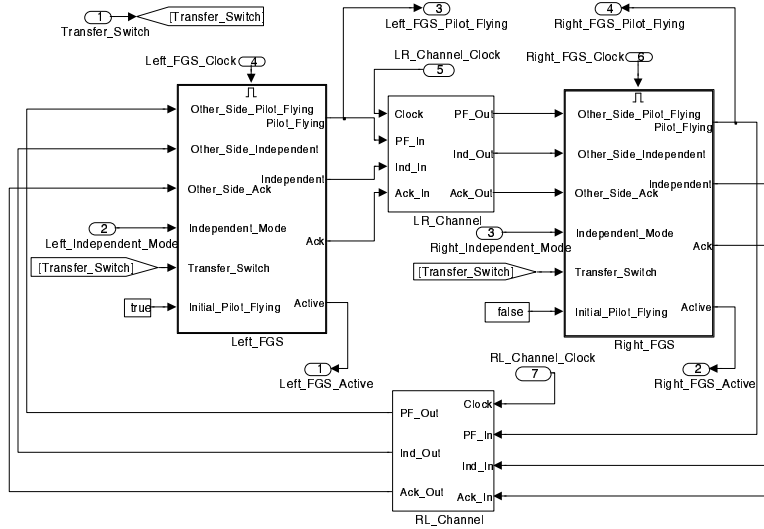 1
Transfer_Switch
[Transfer_Switch]
3
Left_FGS_Pilot_Flying
4
Right_FGS_Pilot_Flying
Left_FGS_Clock
4
LR_Channel_Clock
5
Right_FGS_Clock
6
Other_Side_Pilot_Flying
Pilot_Flying
Other_Side_Independent
Independent
Other_Side_Ack
Independent_Mode
Ack
Transfer_Switch
Active
Initial_Pilot_Flying
Left_FGS
2
Left_Independent_Mode
[Transfer_Switch]
true
1
Left_FGS_Active
Clock
PF_In
Ind_In
Ack_In
PF_Out
Ind_Out
Ack_Out
LR_Channel
3
Right_Independent_Mode
[Transfer_Switch]
false
Other_Side_Pilot_Flying
Pilot_Flying
Other_Side_Independent
Independent
Other_Side_Ack
Independent_Mode
Ack
Transfer_Switch
Active
Initial_Pilot_Flying
Right_FGS
2
Right_FGS_Active
RL_Channel_Clock
7
PF_Out
Ind_Out
Ack_Out
Clock
PF_In
Ind_In
Ack_In
RL_Channel